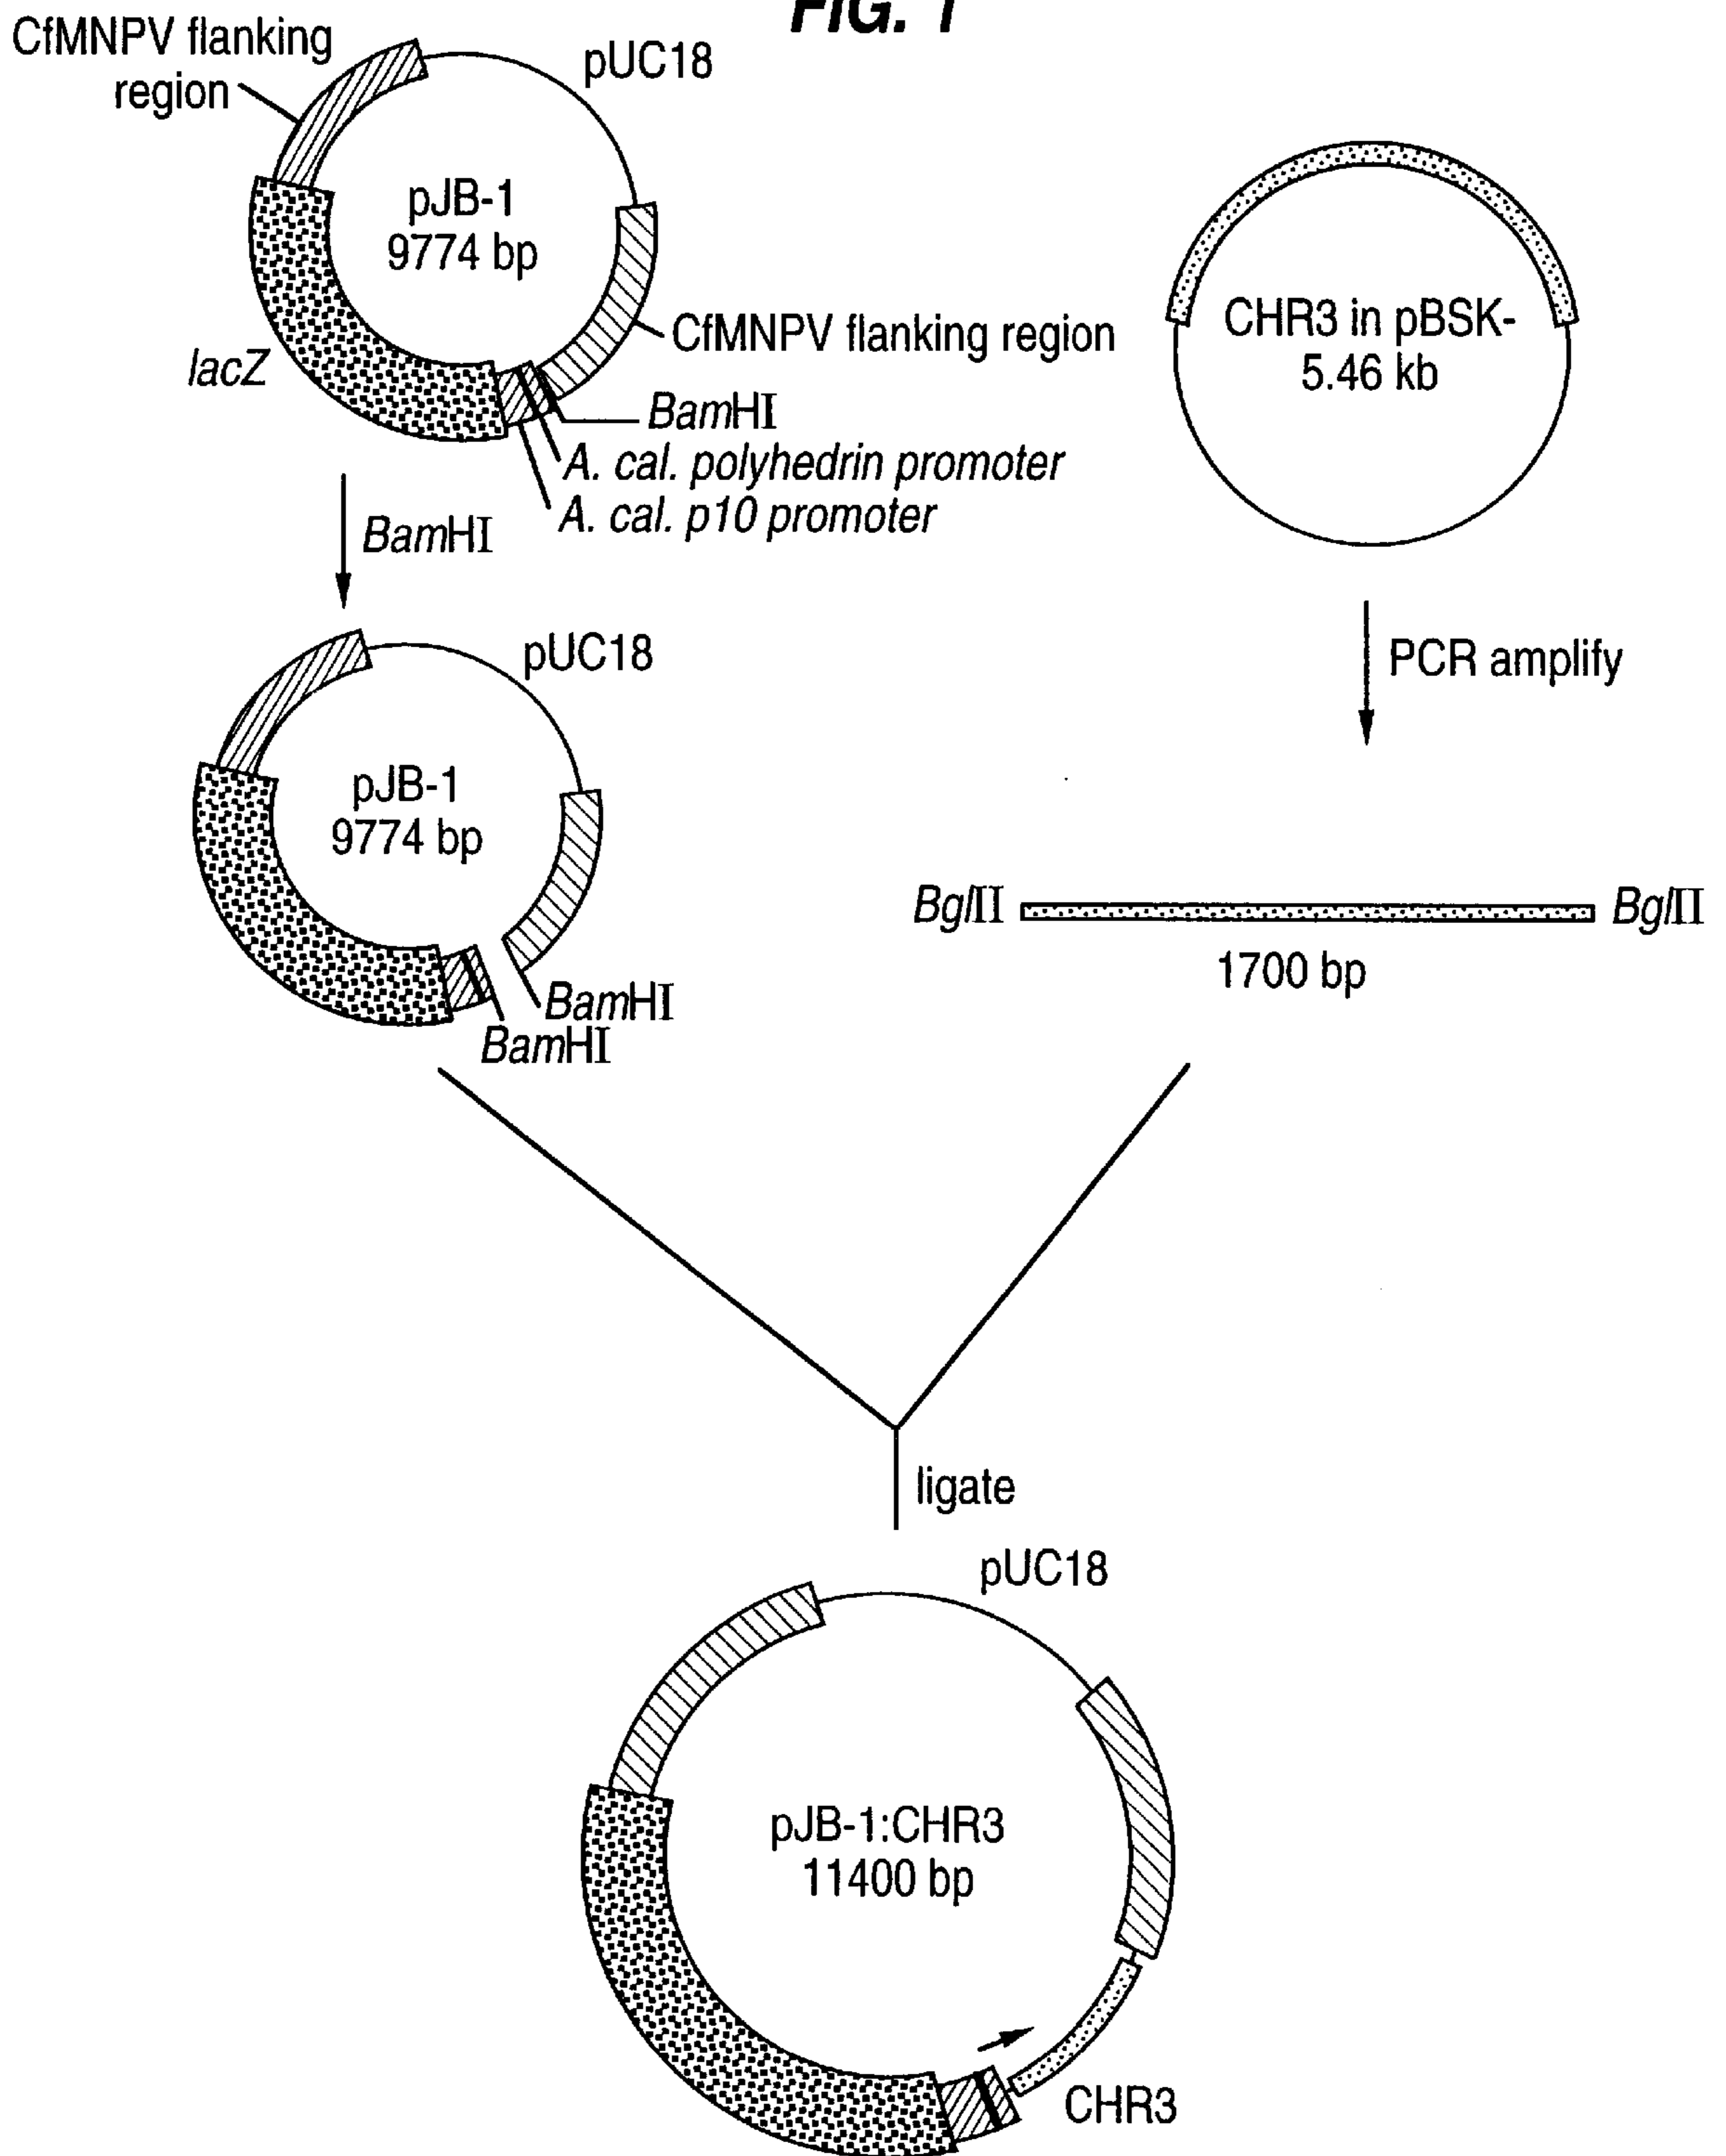 FIG. 1
CfMNPV flanking
region
pUC18
pJB-1
9774 bp
CfMNPV flanking region
lacZ
BamHI
A. cal. polyhedrin promoter
A. cal. p10 promoter
CHR3 in pBSK-
5.46 kb
BamHI
PCR amplify
pUC18
pJB-1
9774 bp
BamHI
BamHI
BglII
BglII
1700 bp
ligate
pUC18
pJB-1:CHR3
11400 bp
CHR3